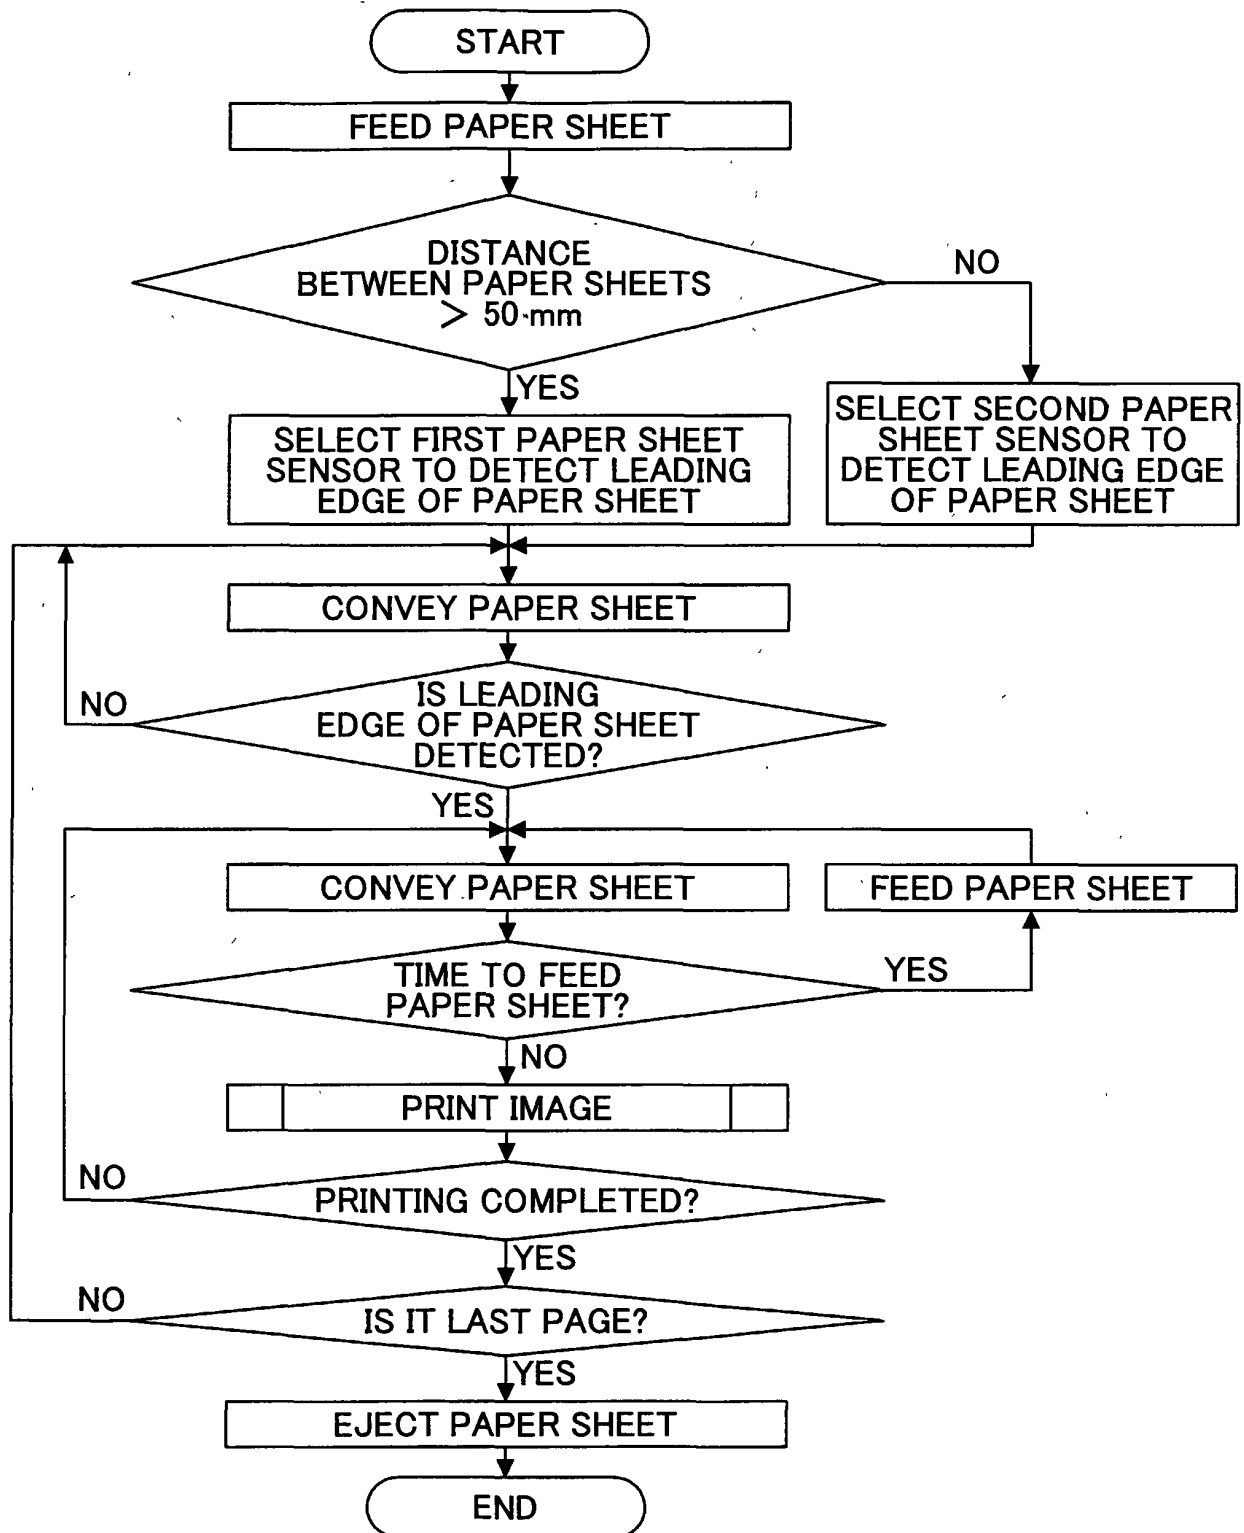 START
FEED PAPER SHEET
DISTANCE
BETWEEN PAPER SHEETS
> 50 mm
NO
YES
SELECT FIRST PAPER SHEET
SENSOR TO DETECT LEADING
EDGE OF PAPER SHEET
SELECT SECOND PAPER
SHEET SENSOR TO
DETECT LEADING EDGE
OF PAPER SHEET
CONVEY PAPER SHEET
NO
IS LEADING
EDGE OF PAPER SHEET
DETECTED?
YES
CONVEY PAPER SHEET
FEED PAPER SHEET
TIME TO FEED
PAPER SHEET?
YES
NO
PRINT IMAGE
NO
PRINTING COMPLETED?
YES
NO
IS IT LAST PAGE?
YES
EJECT PAPER SHEET
END